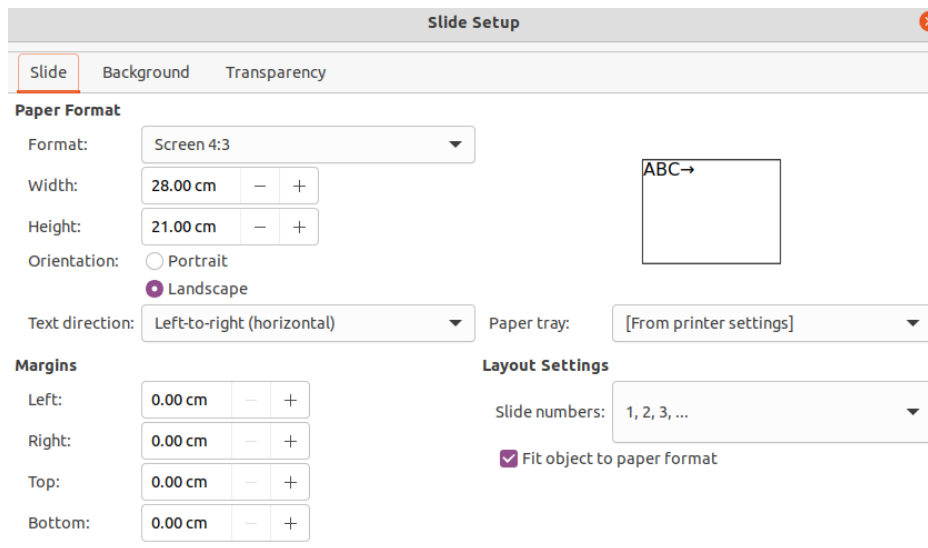 Slide Setup
Slide Background Transparency
Paper Format
Format: Screen 4:3
Width: 28.00 cm − +
Height: 21.00 cm − +
Orientation: Portrait
Landscape
ABC→
Text direction: Left-to-right (horizontal) Paper tray: [From printer settings]
Margins
Left: 0.00 cm − +
Right: 0.00 cm − +
Top: 0.00 cm − +
Bottom: 0.00 cm − +
Layout Settings
Slide numbers: 1, 2, 3, ...
Fit object to paper format